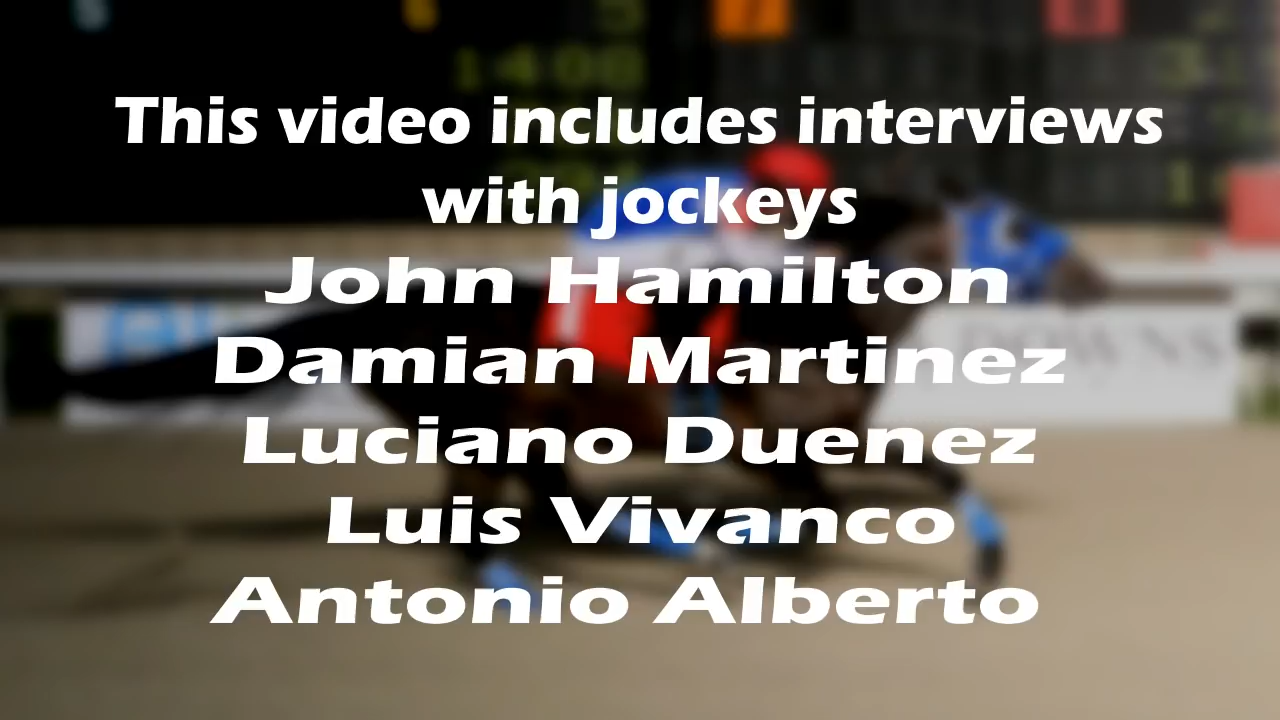 This video includes interviews
with jockeys
John Hamilton
Damian Martinez
Luciano Duenez
Luis Vivanco
Antonio Alberto